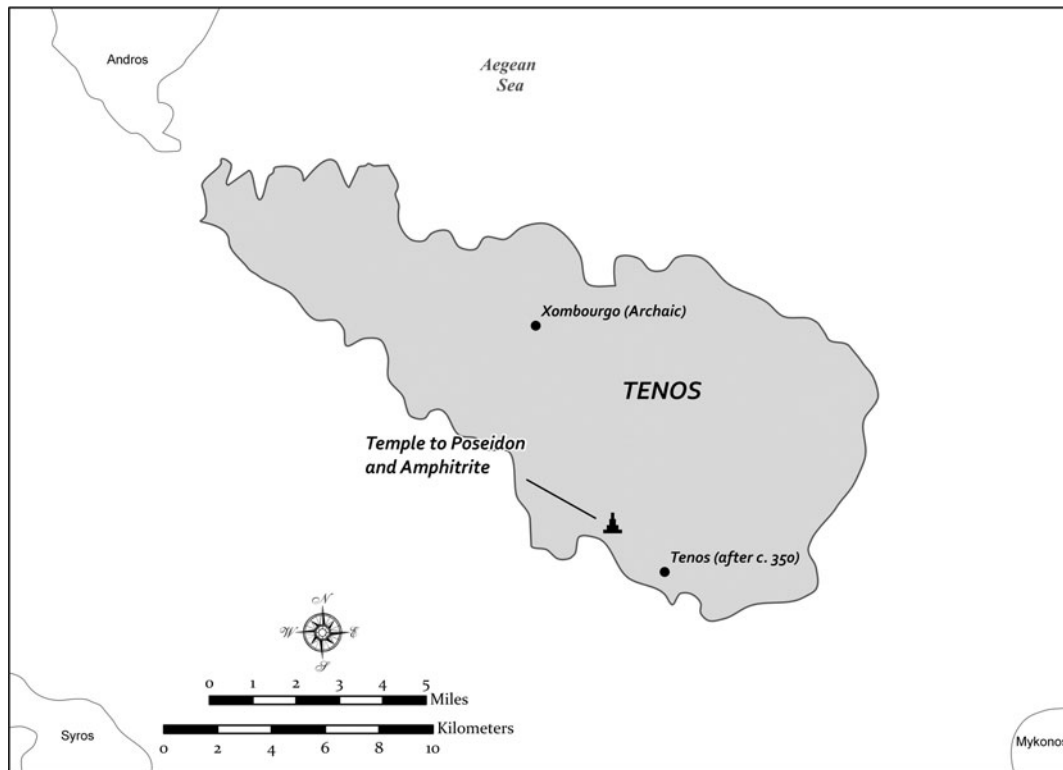 Andros
Aegean
Sea
Xombourgo (Archaic)
TENOS
Temple to Poseidon
and Amphitrite
Tenos (after c. 350)
N
W E
S
0 1 2 3 4 5
Miles
Kilometers
0 2 4 6 8 10
Syros
Mykonos